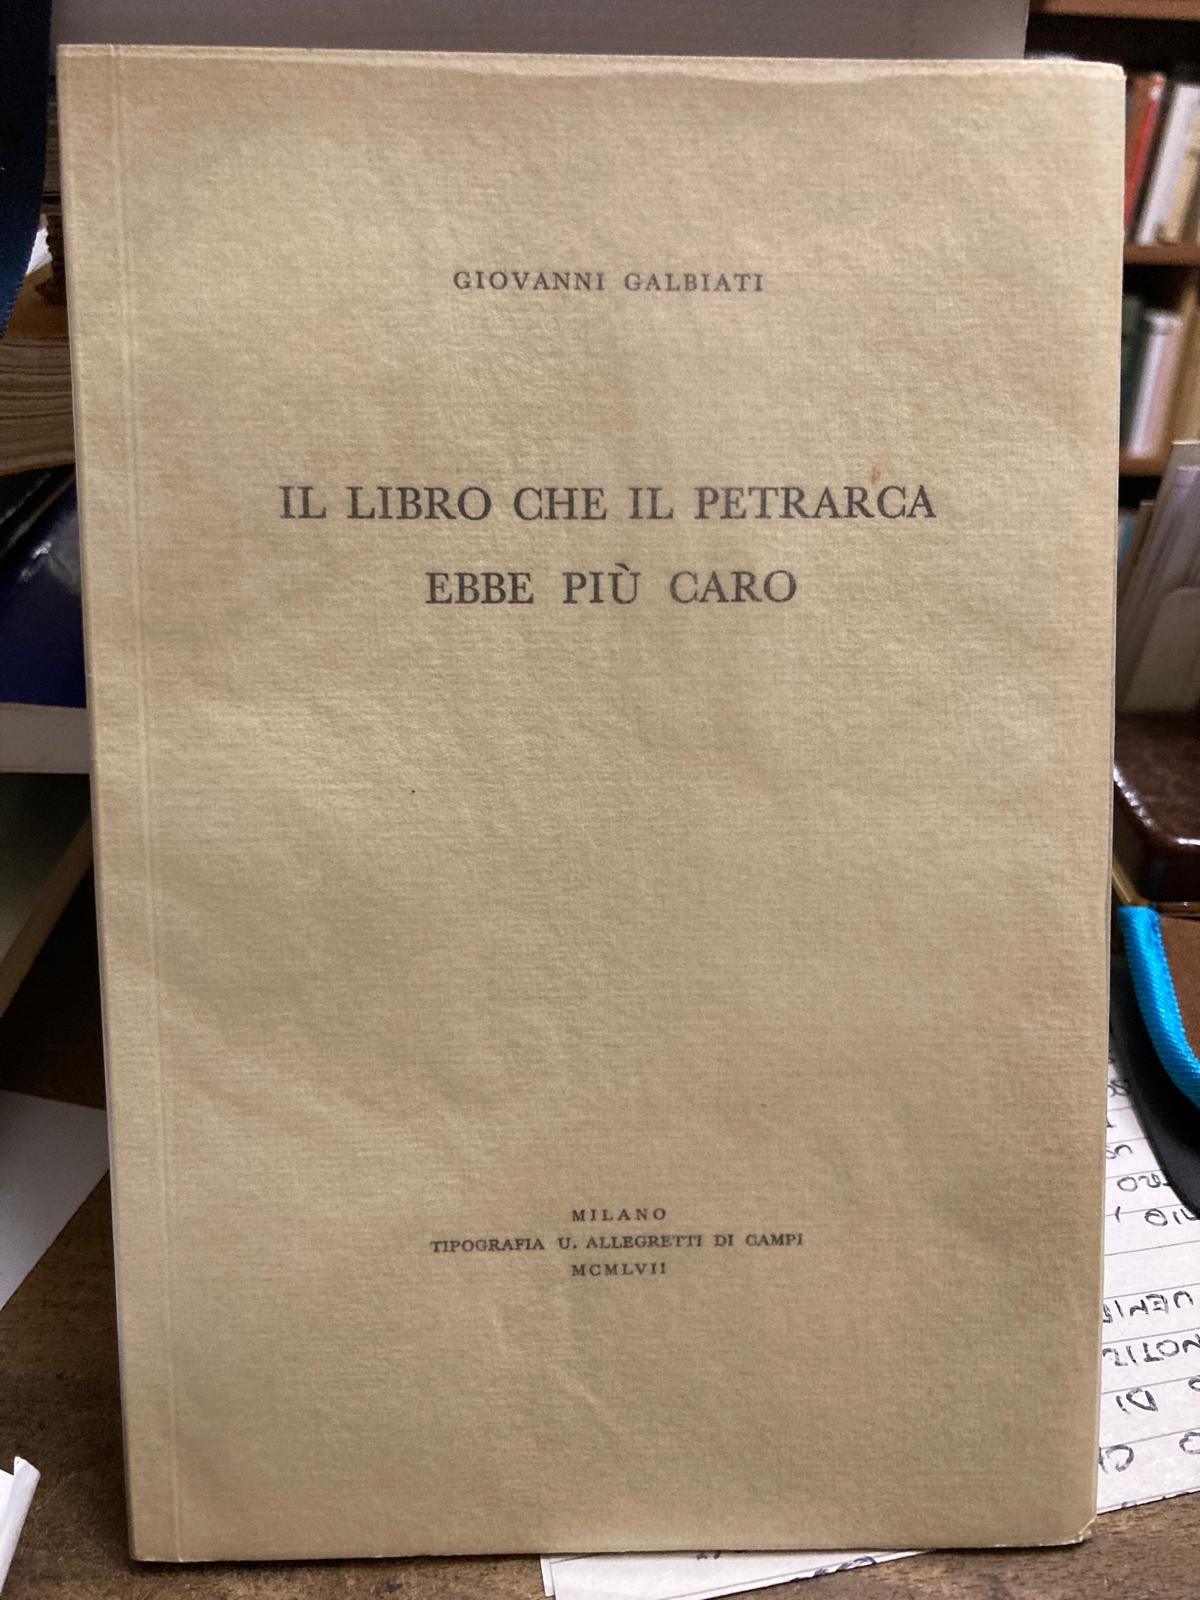 GIOVANNI GALBIATI
IL LIBRO CHE IL PETRARCA
EBBE PIÙ CARO
MILANO
TIPOGRAFIA U. ALLEGRETTI DI CAMPI
MCMLVII